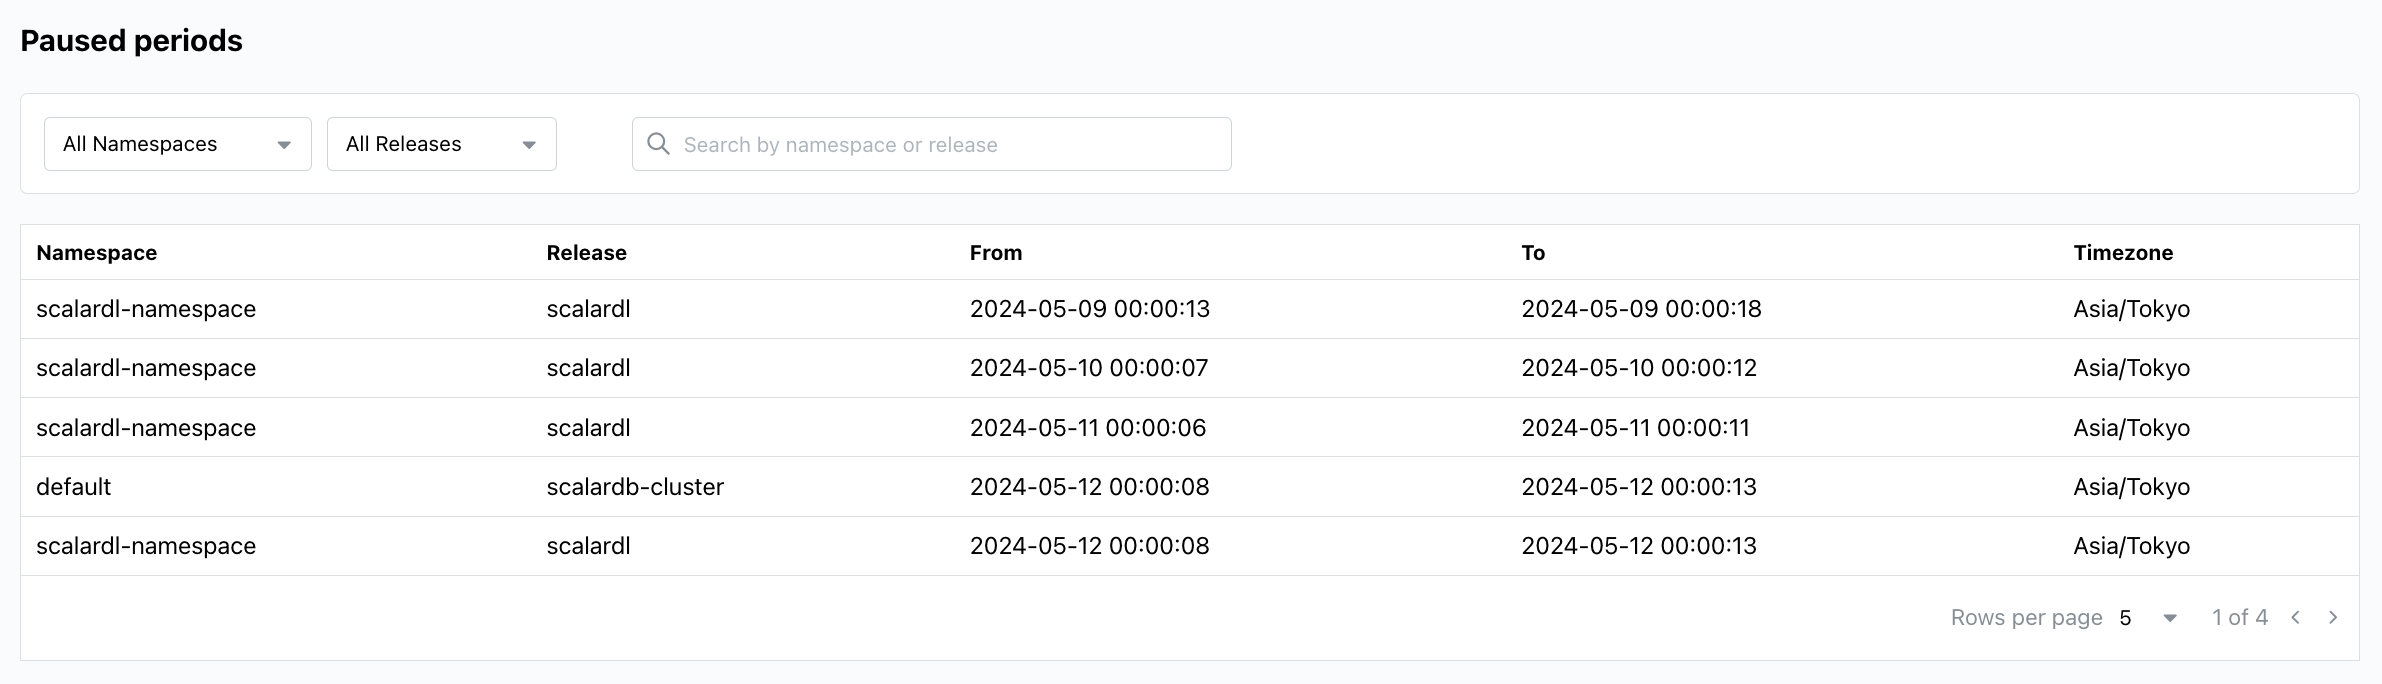 Paused periods
All Namespaces All Releases Search by namespace or release
Namespace Release From To Timezone
scalardl-namespace scalardl 2024-05-09 00:00:13 2024-05-09 00:00:18 Asia/Tokyo
scalardl-namespace scalardl 2024-05-10 00:00:07 2024-05-10 00:00:12 Asia/Tokyo
scalardl-namespace scalardl 2024-05-11 00:00:06 2024-05-11 00:00:11 Asia/Tokyo
default scalardb-cluster 2024-05-12 00:00:08 2024-05-12 00:00:13 Asia/Tokyo
scalardl-namespace scalardl 2024-05-12 00:00:08 2024-05-12 00:00:13 Asia/Tokyo
Rows per page 5 1 of 4